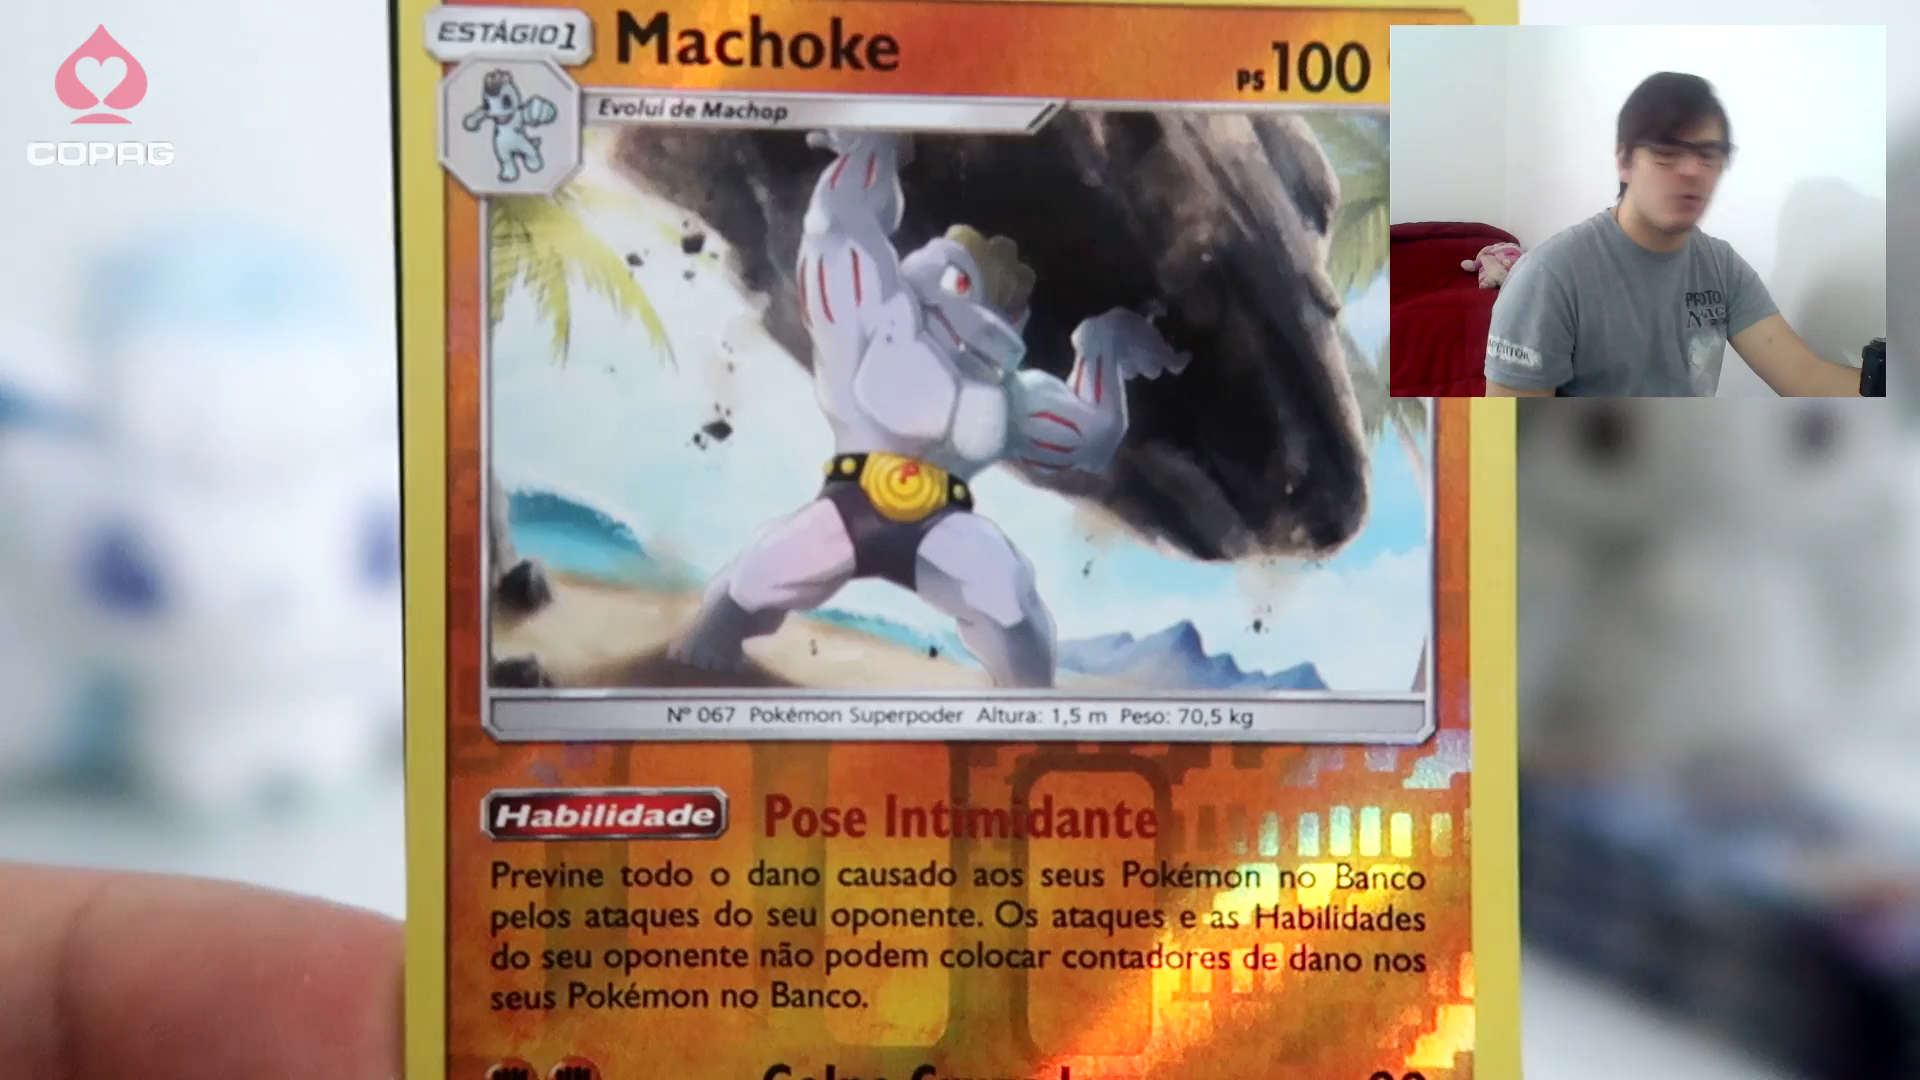 COPAG
ESTÁGIO1
Machoke
PS 100
Evolui de Machop
Nº 067 Pokémon Superpoder Altura: 1,5 m Peso: 70,5 kg
Habilidade Pose Intimidante
Previne todo o dano causado aos seus Pokémon no Banco
pelos ataques do seu oponente. Os ataques e as Habilidades
do seu oponente não podem colocar contadores de dano nos
seus Pokémon no Banco.